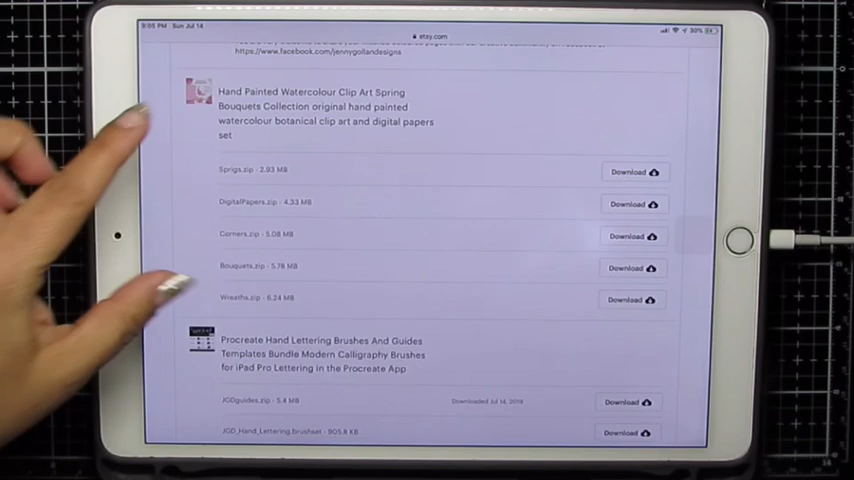 9:05 PM Sun Jul 14
30%
etsy.com
https://www.facebook.com/jennygollandesigns
Hand Painted Watercolour Clip Art Spring
Bouquets Collection original hand painted
watercolour botanical clip art and digital papers
set
Sprigs.zip - 2.93 MB Download
DigitalPapers.zip - 4.33 MB Download
Corners.zip - 5.08 MB Download
Bouquets.zip - 5.78 MB Download
Wreaths.zip - 6.24 MB Download
Procreate Hand Lettering Brushes And Guides
Templates Bundle Modern Calligraphy Brushes
for iPad Pro Lettering in the Procreate App
JGDguides.zip - 5.4 MB Downloaded Jul 14, 2019 Download
JGD_Hand_Lettering.brushset - 905.8 KB Download